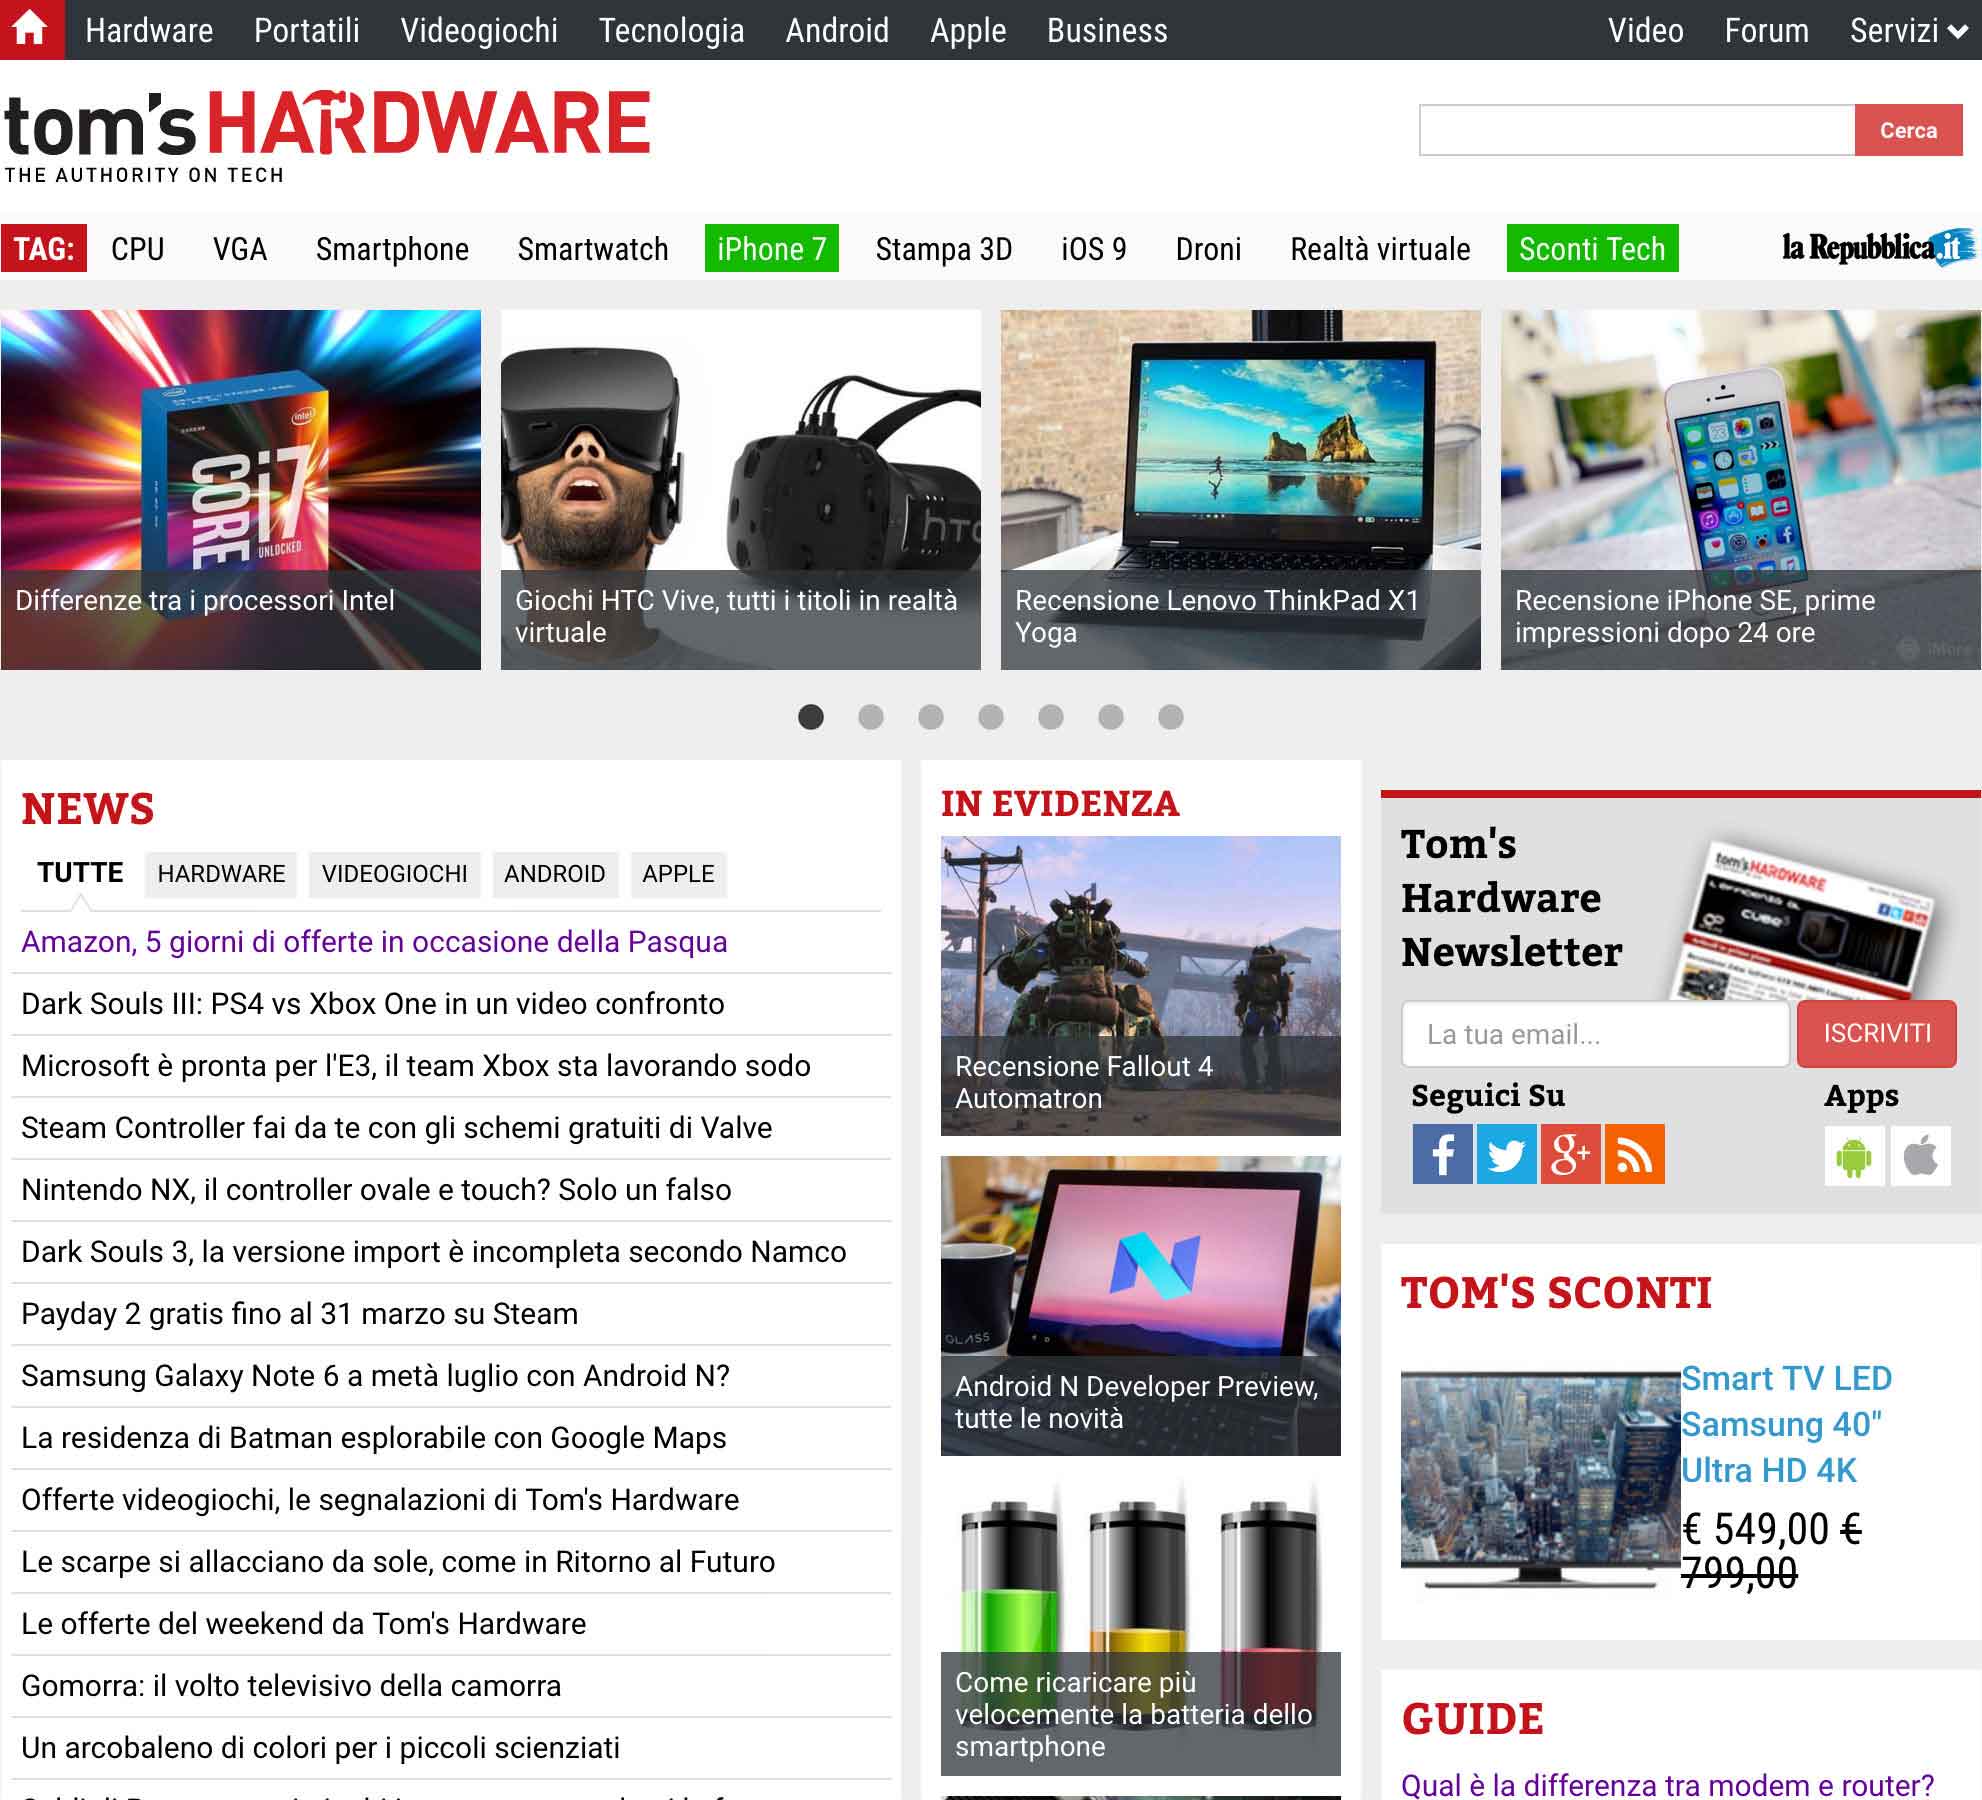 Hardware Portatili Videogiochi Tecnologia Android Apple Business Video Forum Servizi
tom'sHARDWARE
THE AUTHORITY ON TECH
Cerca
TAG: CPU VGA Smartphone Smartwatch iPhone 7 Stampa 3D iOS 9 Droni Realtà virtuale Sconti Tech la Repubblica.it
intel
CORE i7
UNLOCKED
Differenze tra i processori Intel
htc
Giochi HTC Vive, tutti i titoli in realtà
virtuale
Recensione Lenovo ThinkPad X1
Yoga
Recensione iPhone SE, prime
impressioni dopo 24 ore
iMore
NEWS
TUTTE HARDWARE VIDEOGIOCHI ANDROID APPLE
Amazon, 5 giorni di offerte in occasione della Pasqua
Dark Souls III: PS4 vs Xbox One in un video confronto
Microsoft è pronta per l'E3, il team Xbox sta lavorando sodo
Steam Controller fai da te con gli schemi gratuiti di Valve
Nintendo NX, il controller ovale e touch? Solo un falso
Dark Souls 3, la versione import è incompleta secondo Namco
Payday 2 gratis fino al 31 marzo su Steam
Samsung Galaxy Note 6 a metà luglio con Android N?
La residenza di Batman esplorabile con Google Maps
Offerte videogiochi, le segnalazioni di Tom's Hardware
Le scarpe si allacciano da sole, come in Ritorno al Futuro
Le offerte del weekend da Tom's Hardware
Gomorra: il volto televisivo della camorra
Un arcobaleno di colori per i piccoli scienziati
IN EVIDENZA
Recensione Fallout 4
Automatron
GLASS
Android N Developer Preview,
tutte le novità
Come ricaricare più
velocemente la batteria dello
smartphone
Tom's
Hardware
Newsletter
tom'sHARDWARE
La tua email...
ISCRIVITI
Seguici Su
Apps
TOM'S SCONTI
Smart TV LED
Samsung 40"
Ultra HD 4K
€ 549,00 €
799,00
GUIDE
Qual è la differenza tra modem e router?